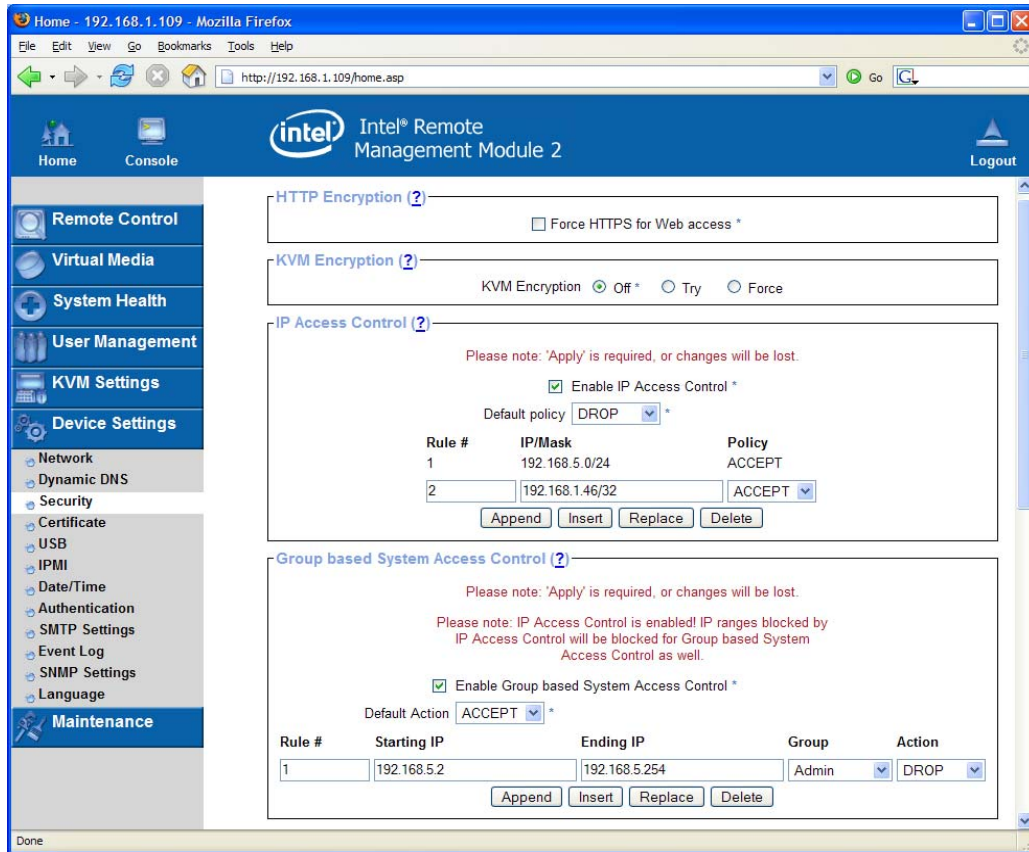 Home - 192.168.1.109 - Mozilla Firefox
File Edit View Go Bookmarks Tools Help
http://192.168.1.109/home.asp Go G
Home Console
intel Intel® Remote
Management Module 2
Logout
Remote Control
Virtual Media
System Health
User Management
KVM Settings
Device Settings
Network
Dynamic DNS
Security
Certificate
USB
IPMI
Date/Time
Authentication
SMTP Settings
Event Log
SNMP Settings
Language
Maintenance
HTTP Encryption (?)
Force HTTPS for Web access *
KVM Encryption (?)
KVM Encryption Off * Try Force
IP Access Control (?)
Please note: 'Apply' is required, or changes will be lost.
Enable IP Access Control *
Default policy DROP *
Rule # IP/Mask Policy
1 192.168.5.0/24 ACCEPT
2 192.168.1.46/32 ACCEPT
Append Insert Replace Delete
Group based System Access Control (?)
Please note: 'Apply' is required, or changes will be lost.
Please note: IP Access Control is enabled! IP ranges blocked by
IP Access Control will be blocked for Group based System
Access Control as well.
Enable Group based System Access Control *
Default Action ACCEPT *
Rule # Starting IP Ending IP Group Action
1 192.168.5.2 192.168.5.254 Admin DROP
Append Insert Replace Delete
Done